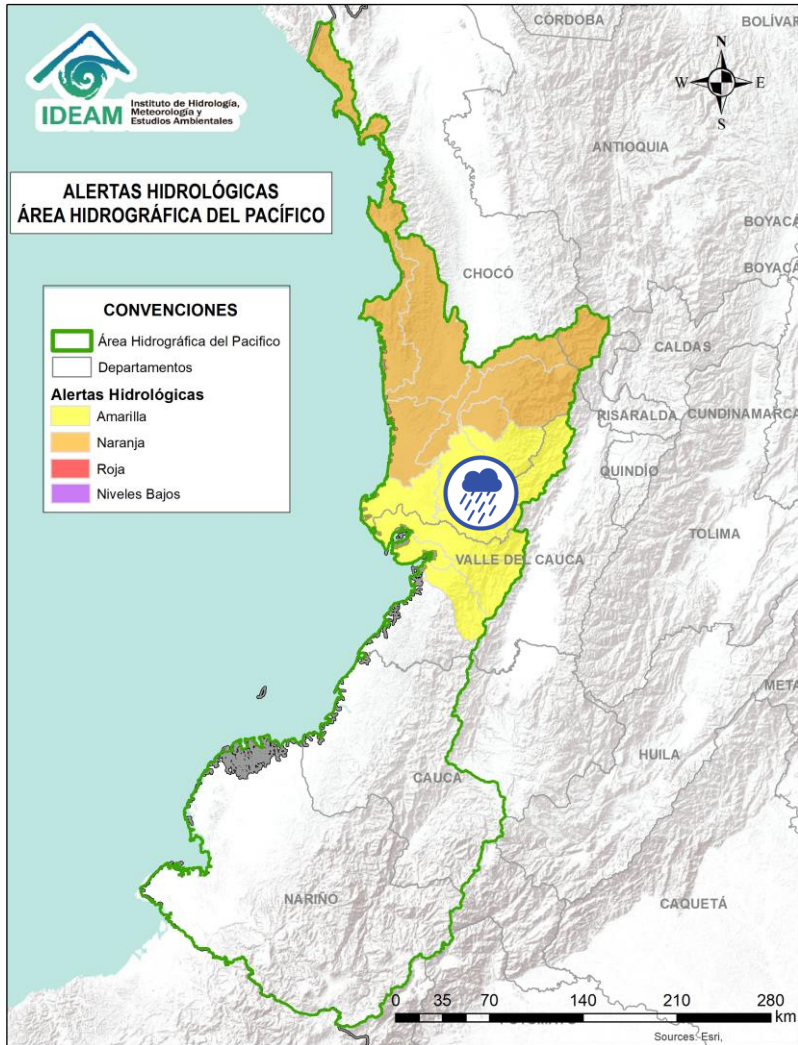 CÓRDOBA
BOLÍVAR
N
W
E
S
IDEAM
Instituto de Hidrología,
Meteorología y
Estudios Ambientales
ANTIOQUIA
ALERTAS HIDROLÓGICAS
ÁREA HIDROGRÁFICA DEL PACÍFICO
BOYACÁ
BOYACÁ
CHOCÓ
CONVENCIONES
Área Hidrográfica del Pacifico
Departamentos
Alertas Hidrológicas
Amarilla
Naranja
Roja
Niveles Bajos
CALDAS
RISARALDA
CUNDINAMARCA
QUINDÍO
TOLIMA
VALLE DEL CAUCA
META
HUILA
CAUCA
NARIÑO
CAQUETÁ
0 35 70 140 210 280
km
PUTUMAYO
Sources: Esri,